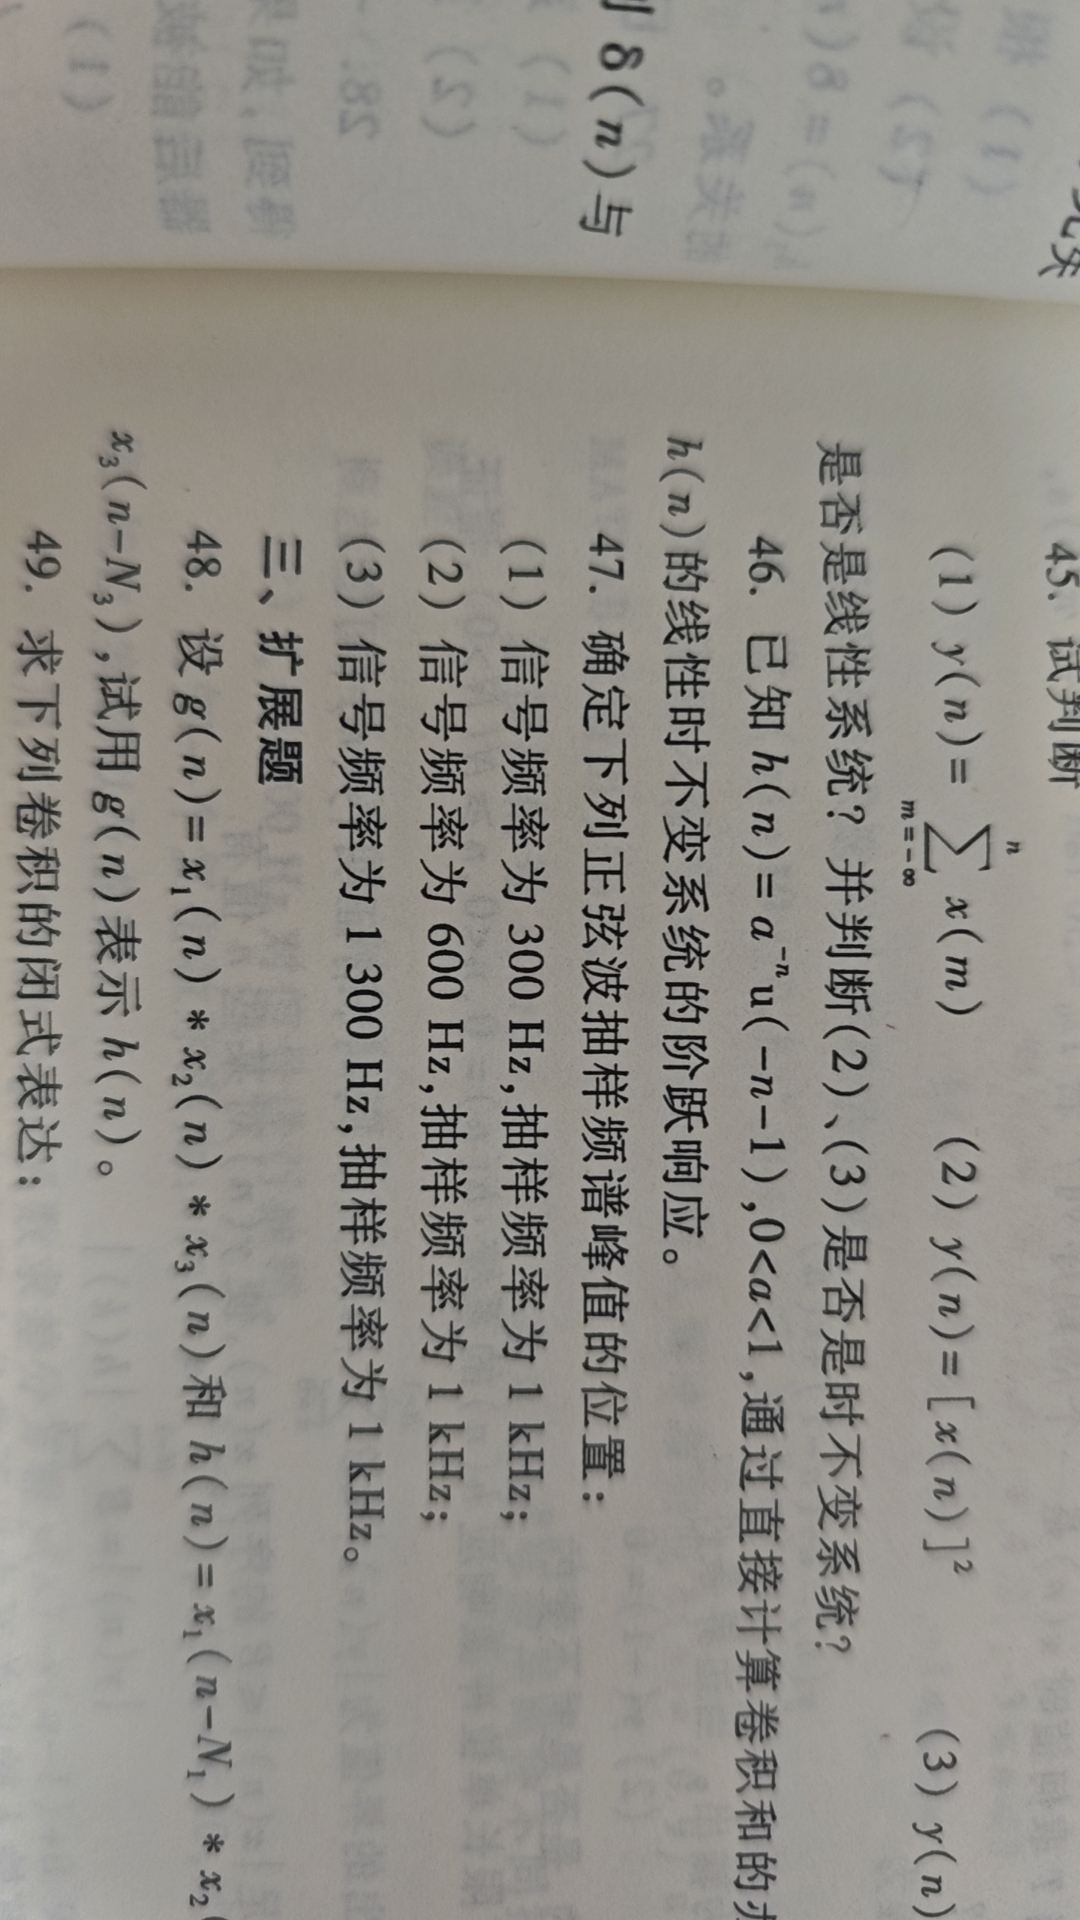 δ(n)与
45. 试判断
(1) y(n)=∑_{m=-∞}^{n} x(m) (2) y(n)=[x(n)]² (3) y(n)
是否是线性系统？并判断(2)、(3)是否是时不变系统？
46. 已知 h(n)=a⁻ⁿu(-n-1),0<a<1,通过直接计算卷积和的
h(n)的线性时不变系统的阶跃响应。
47. 确定下列正弦波抽样频谱峰值的位置：
(1) 信号频率为 300 Hz,抽样频率为 1 kHz;
(2) 信号频率为 600 Hz,抽样频率为 1 kHz;
(3) 信号频率为 1 300 Hz,抽样频率为 1 kHz。
三、扩展题
48. 设 g(n)=x₁(n)*x₂(n)*x₃(n)和 h(n)=x₁(n-N₁)*x₂(
x₃(n-N₃),试用 g(n)表示 h(n)。
49. 求下列卷积的闭式表达：